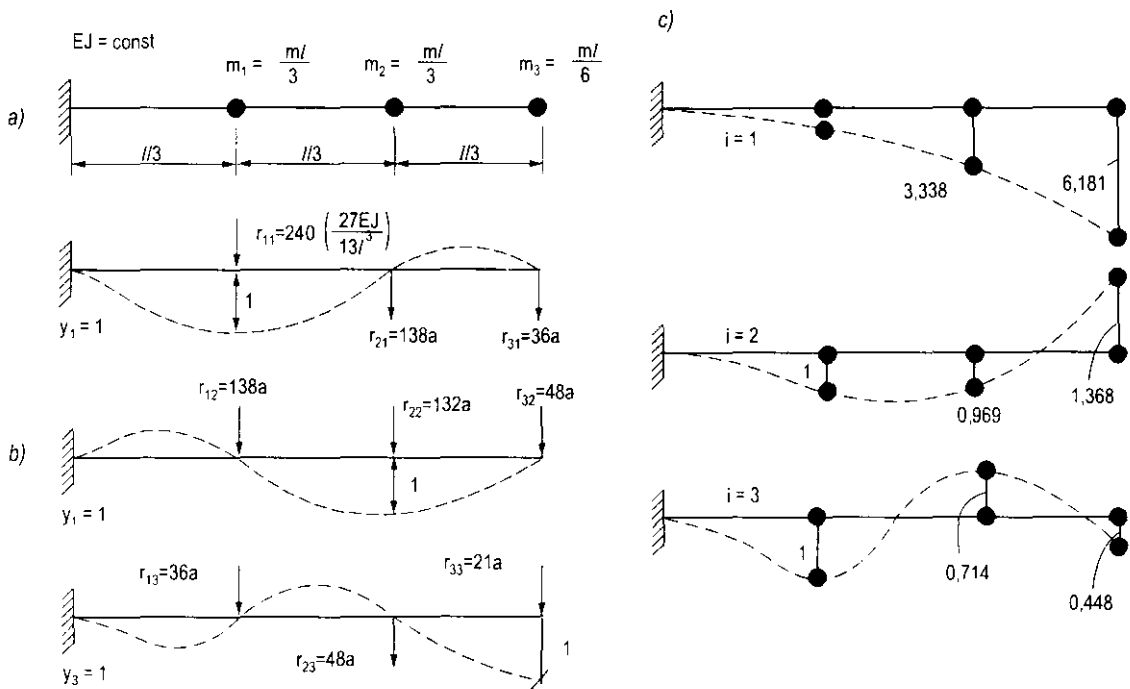 EJ = const
m₁ = ml/3
m₂ = ml/3
m₃ = ml/6
a)
l/3
l/3
l/3
r₁₁=240 (27EJ/13l³)
1
y₁ = 1
r₂₁=138a
r₃₁=36a
b)
r₁₂=138a
r₂₂=132a
r₃₂=48a
1
y₁ = 1
r₁₃=36a
r₃₃=21a
r₂₃=48a
1
y₃ = 1
c)
i = 1
3,338
6,181
i = 2
1
0,969
1,368
i = 3
1
0,714
0,448